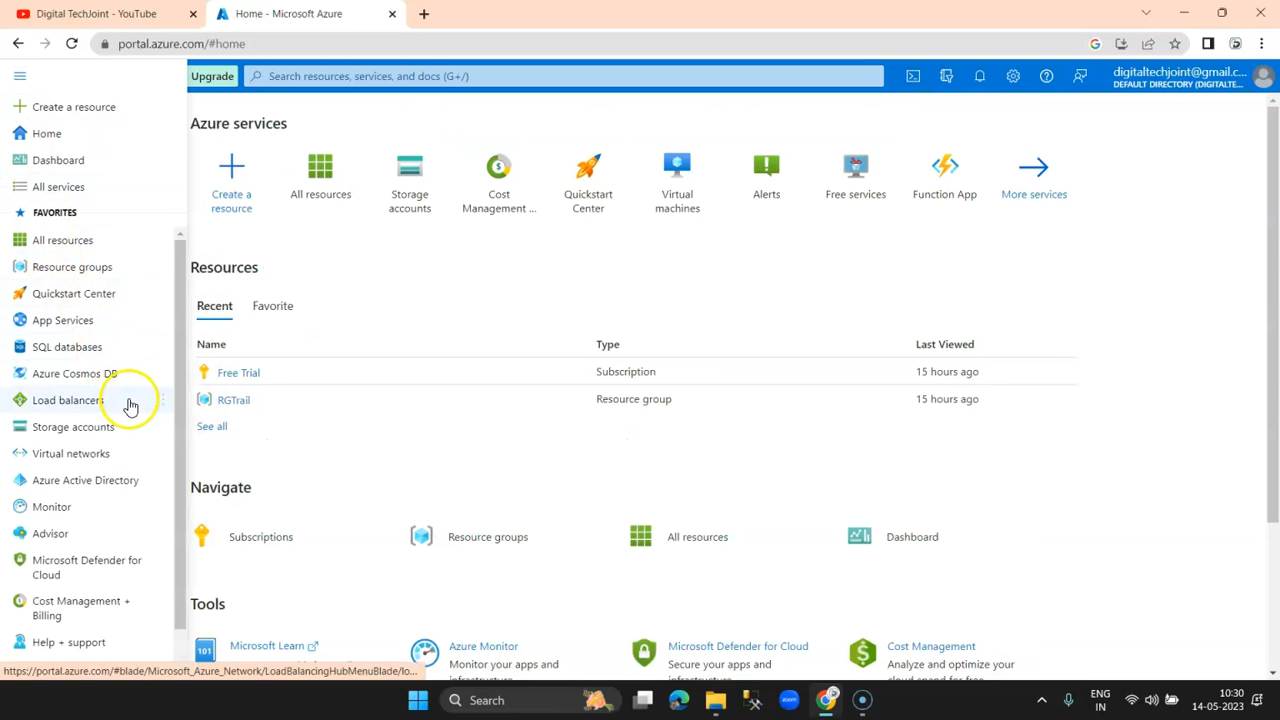 Digital TechJoint - YouTube
Home - Microsoft Azure
portal.azure.com/#home
Upgrade
Search resources, services, and docs (G+/)
digitaltechjoint@gmail.c...
DEFAULT DIRECTORY (DIGITALTE...
Create a resource
Home
Dashboard
All services
FAVORITES
All resources
Resource groups
Quickstart Center
App Services
SQL databases
Azure Cosmos DB
Load balancers
Storage accounts
Virtual networks
Azure Active Directory
Monitor
Advisor
Microsoft Defender for
Cloud
Cost Management +
Billing
Help + support
Azure services
Create a
resource
All resources
Storage
accounts
Cost
Management ...
Quickstart
Center
Virtual
machines
Alerts
Free services
Function App
More services
Resources
Recent
Favorite
Name
Type
Last Viewed
Free Trial
Subscription
15 hours ago
RGTrail
Resource group
15 hours ago
See all
Navigate
Subscriptions
Resource groups
All resources
Dashboard
Tools
Microsoft Learn
Azure Monitor
Monitor your apps and
Microsoft Defender for Cloud
Secure your apps and
Cost Management
Analyze and optimize your
https://portal.azure.com/#blade/Microsoft_Azure_Network/LoadBalancingHubMenuBlade/lo...
Search
zoom
ENG
IN
10:30
14-05-2023